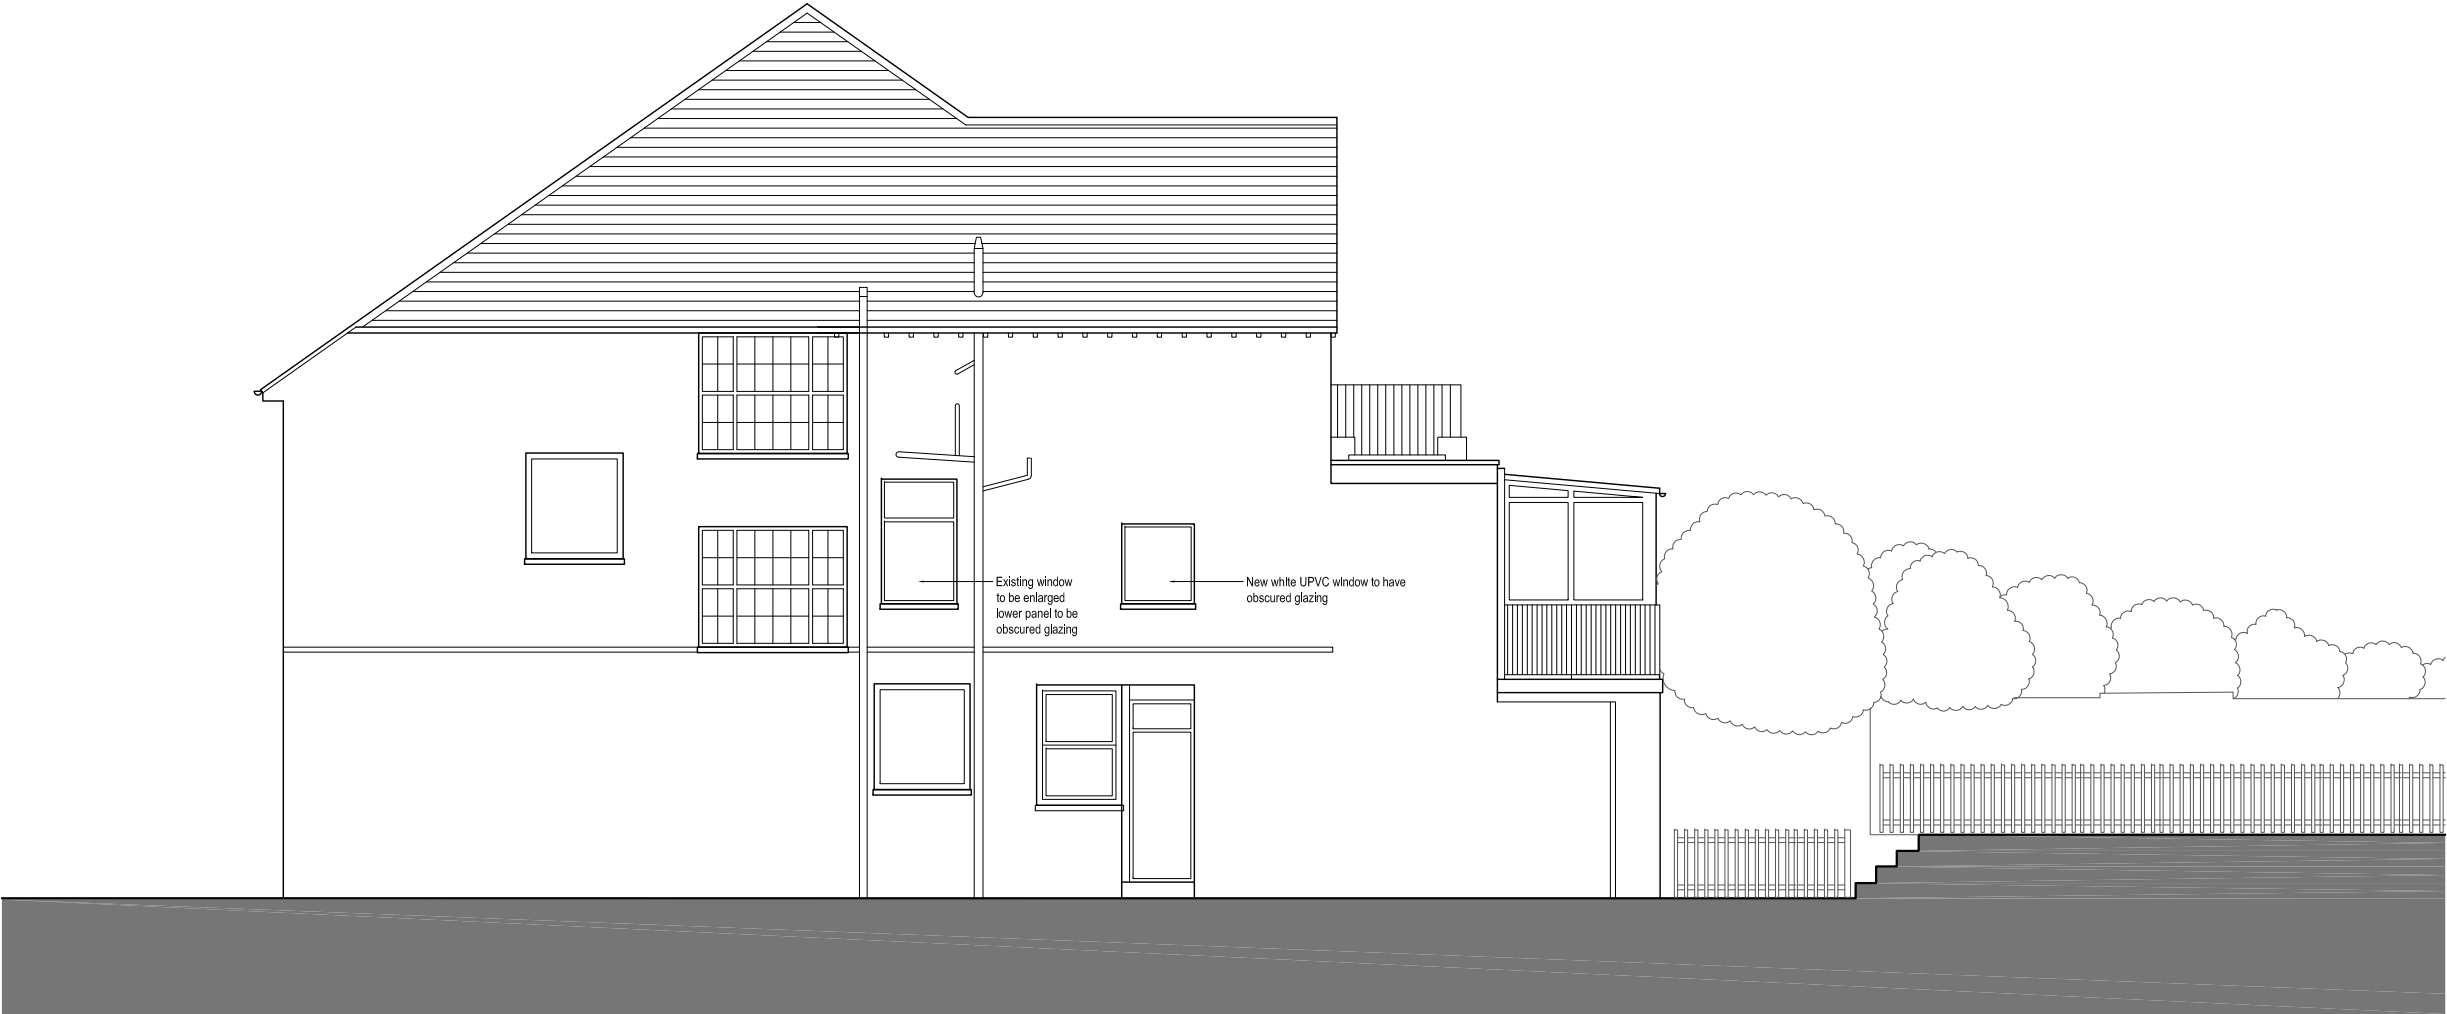 Existing window
to be enlarged
lower panel to be
obscured glazing
New white UPVC window to have
obscured glazing